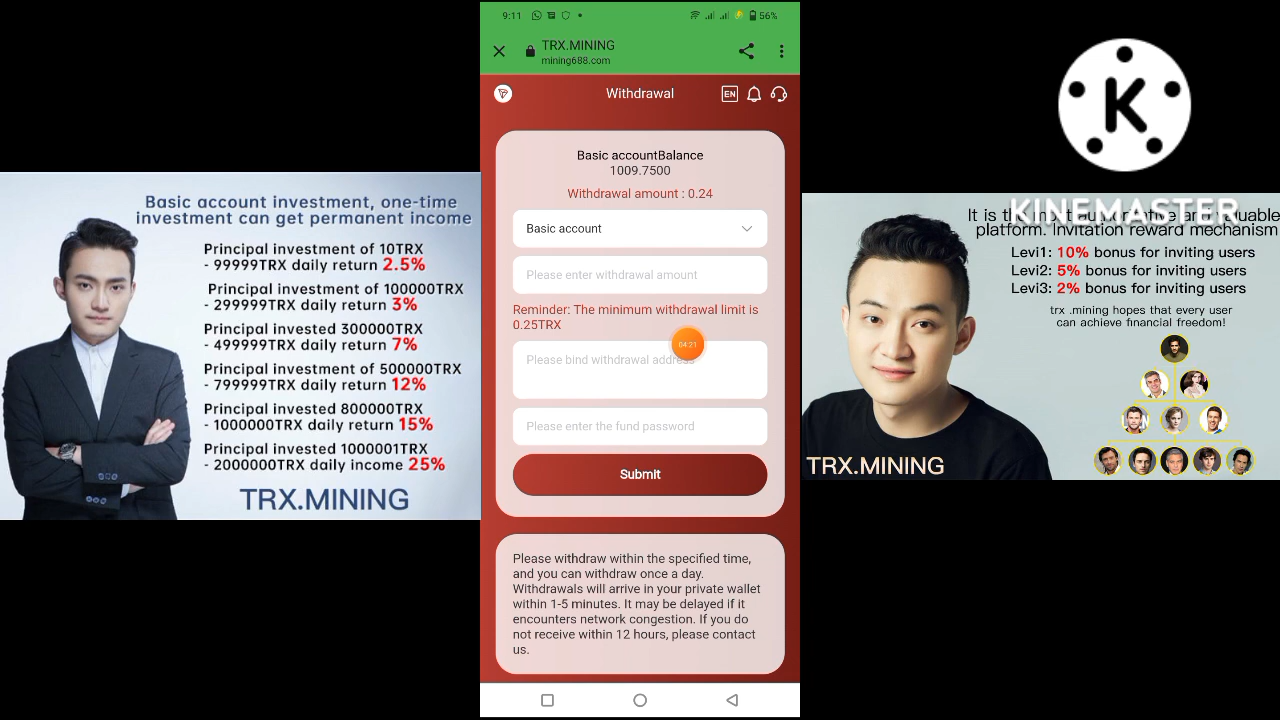 Basic account investment, one-time
investment can get permanent income
Principal investment of 10TRX
- 99999TRX daily return 2.5%
Principal investment of 100000TRX
- 299999TRX daily return 3%
Principal invested 300000TRX
- 499999TRX daily return 7%
Principal investment of 500000TRX
- 799999TRX daily return 12%
Principal invested 800000TRX
- 1000000TRX daily return 15%
Principal invested 1000001TRX
- 2000000TRX daily income 25%
TRX.MINING
9:11
56%
TRX.MINING
mining688.com
Withdrawal
EN
Basic accountBalance
1009.7500
Withdrawal amount : 0.24
Basic account
Please enter withdrawal amount
Reminder: The minimum withdrawal limit is
0.25TRX
04:21
Please bind withdrawal address
Please enter the fund password
Submit
Please withdraw within the specified time,
and you can withdraw once a day.
Withdrawals will arrive in your private wallet
within 1-5 minutes. It may be delayed if it
encounters network congestion. If you do
not receive within 12 hours, please contact
us.
K
KINEMASTER
It is the most and valuable
platform. Invitation reward mechanism
Levi1: 10% bonus for inviting users
Levi2: 5% bonus for inviting users
Levi3: 2% bonus for inviting users
trx .mining hopes that every user
can achieve financial freedom!
TRX.MINING